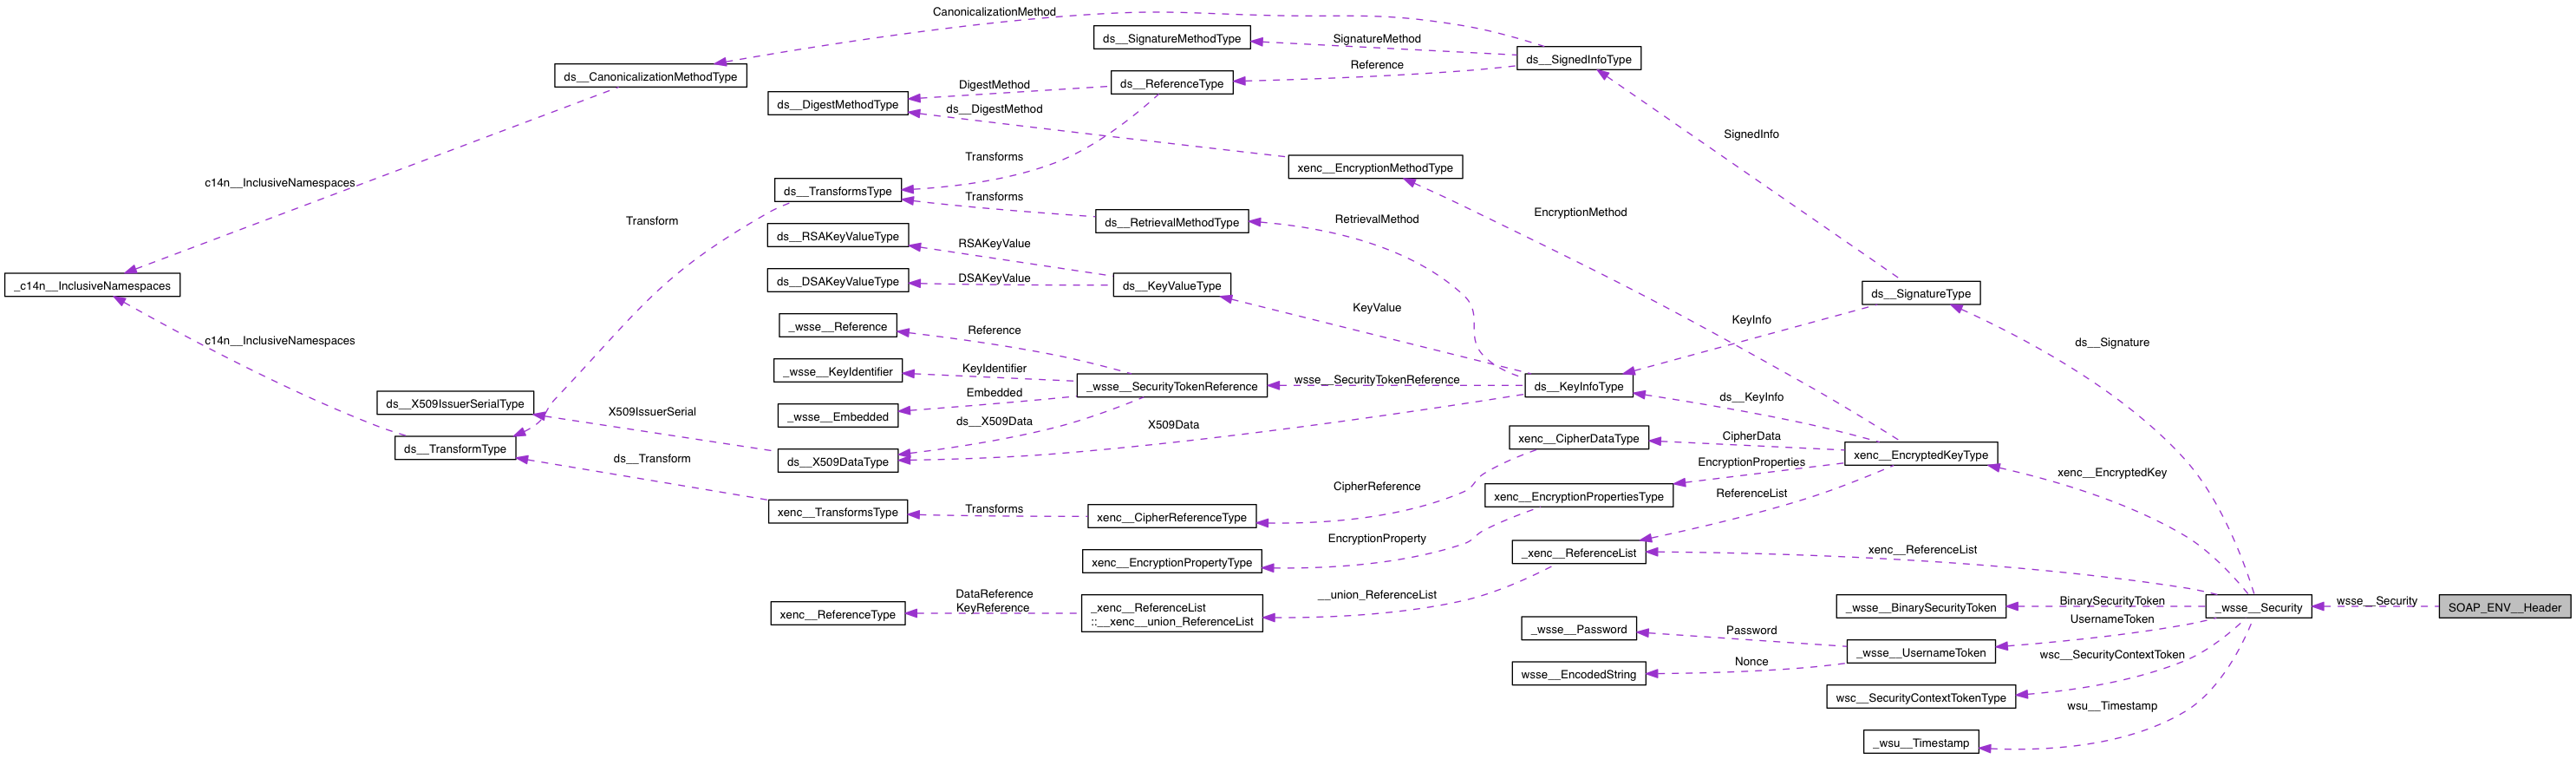 CanonicalizationMethod
ds__SignatureMethodType
SignatureMethod
ds__SignedInfoType
ds__CanonicalizationMethodType
Reference
ds__ReferenceType
DigestMethod
ds__DigestMethodType
ds__DigestMethod
SignedInfo
Transforms
xenc__EncryptionMethodType
c14n__InclusiveNamespaces
ds__TransformsType
Transforms
EncryptionMethod
Transform
ds__RetrievalMethodType
RetrievalMethod
ds__RSAKeyValueType
RSAKeyValue
ds__DSAKeyValueType
DSAKeyValue
ds__KeyValueType
_c14n__InclusiveNamespaces
ds__SignatureType
KeyValue
KeyInfo
_wsse__Reference
Reference
c14n__InclusiveNamespaces
ds__Signature
_wsse__KeyIdentifier
KeyIdentifier
_wsse__SecurityTokenReference
wsse__SecurityTokenReference
ds__KeyInfoType
Embedded
ds__KeyInfo
ds__X509IssuerSerialType
X509IssuerSerial
_wsse__Embedded
ds__X509Data
X509Data
xenc__CipherDataType
CipherData
ds__TransformType
ds__Transform
ds__X509DataType
xenc__EncryptedKeyType
EncryptionProperties
xenc__EncryptedKey
CipherReference
xenc__EncryptionPropertiesType
ReferenceList
xenc__TransformsType
Transforms
xenc__CipherReferenceType
EncryptionProperty
_xenc__ReferenceList
xenc__ReferenceList
xenc__EncryptionPropertyType
DataReference
KeyReference
xenc__ReferenceType
_xenc__ReferenceList
::__xenc__union_ReferenceList
__union_ReferenceList
_wsse__BinarySecurityToken
BinarySecurityToken
_wsse__Security
wsse__Security
SOAP_ENV__Header
UsernameToken
_wsse__Password
Password
_wsse__UsernameToken
wsc__SecurityContextToken
wsse__EncodedString
Nonce
wsc__SecurityContextTokenType
wsu__Timestamp
_wsu__Timestamp